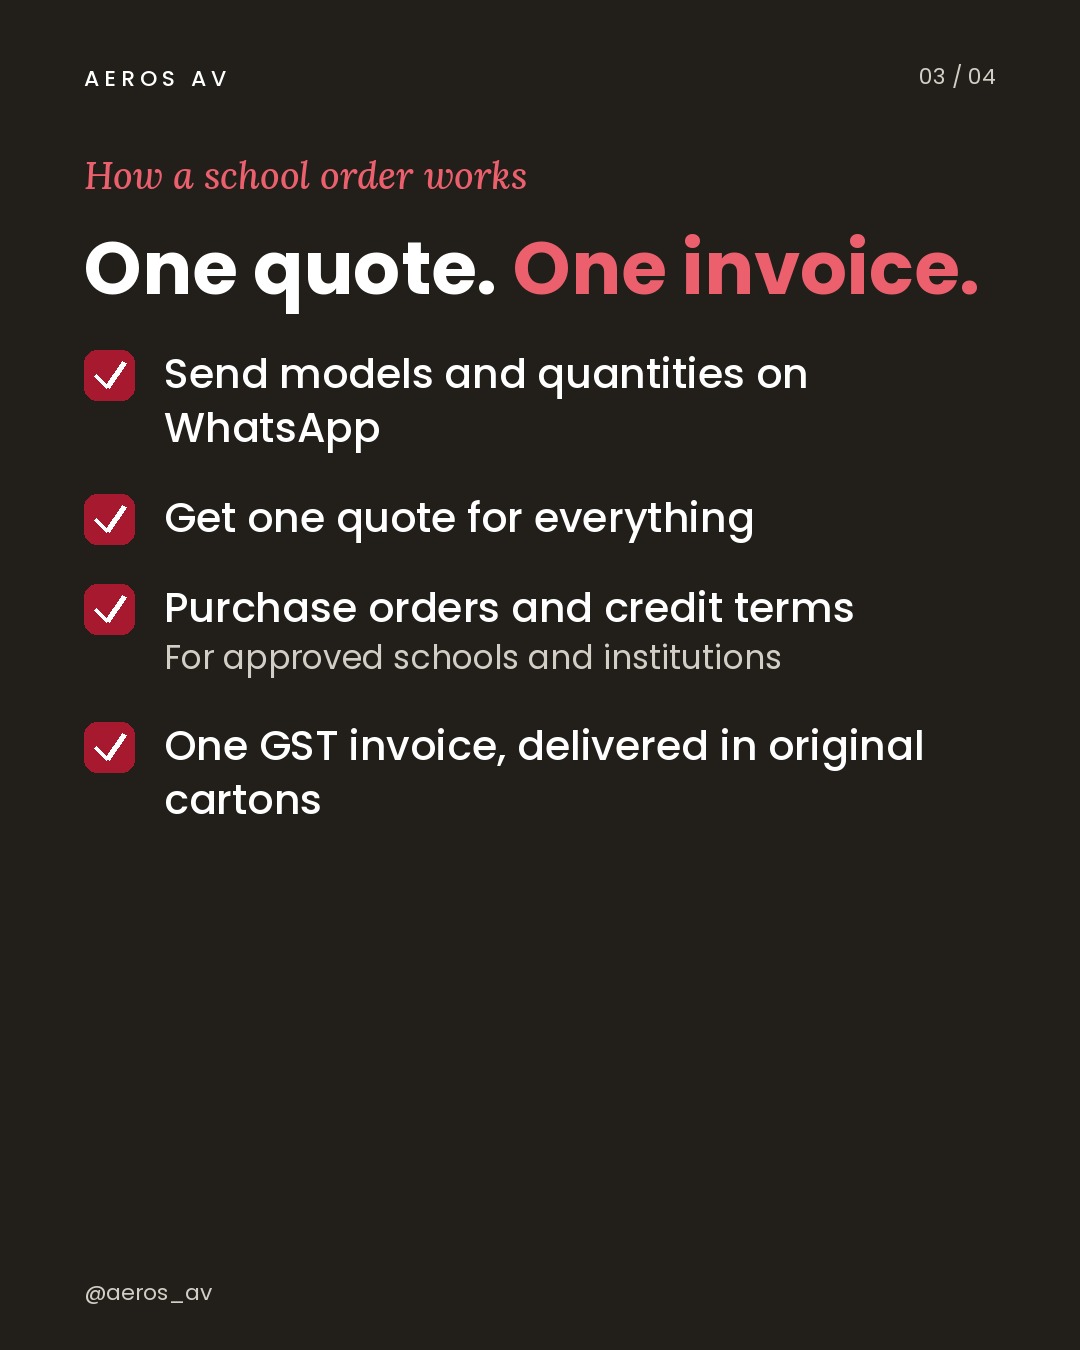 AEROS AV
03 / 04
How a school order works
One quote. One invoice.
Send models and quantities on
WhatsApp
Get one quote for everything
Purchase orders and credit terms
For approved schools and institutions
One GST invoice, delivered in original
cartons
@aeros_av